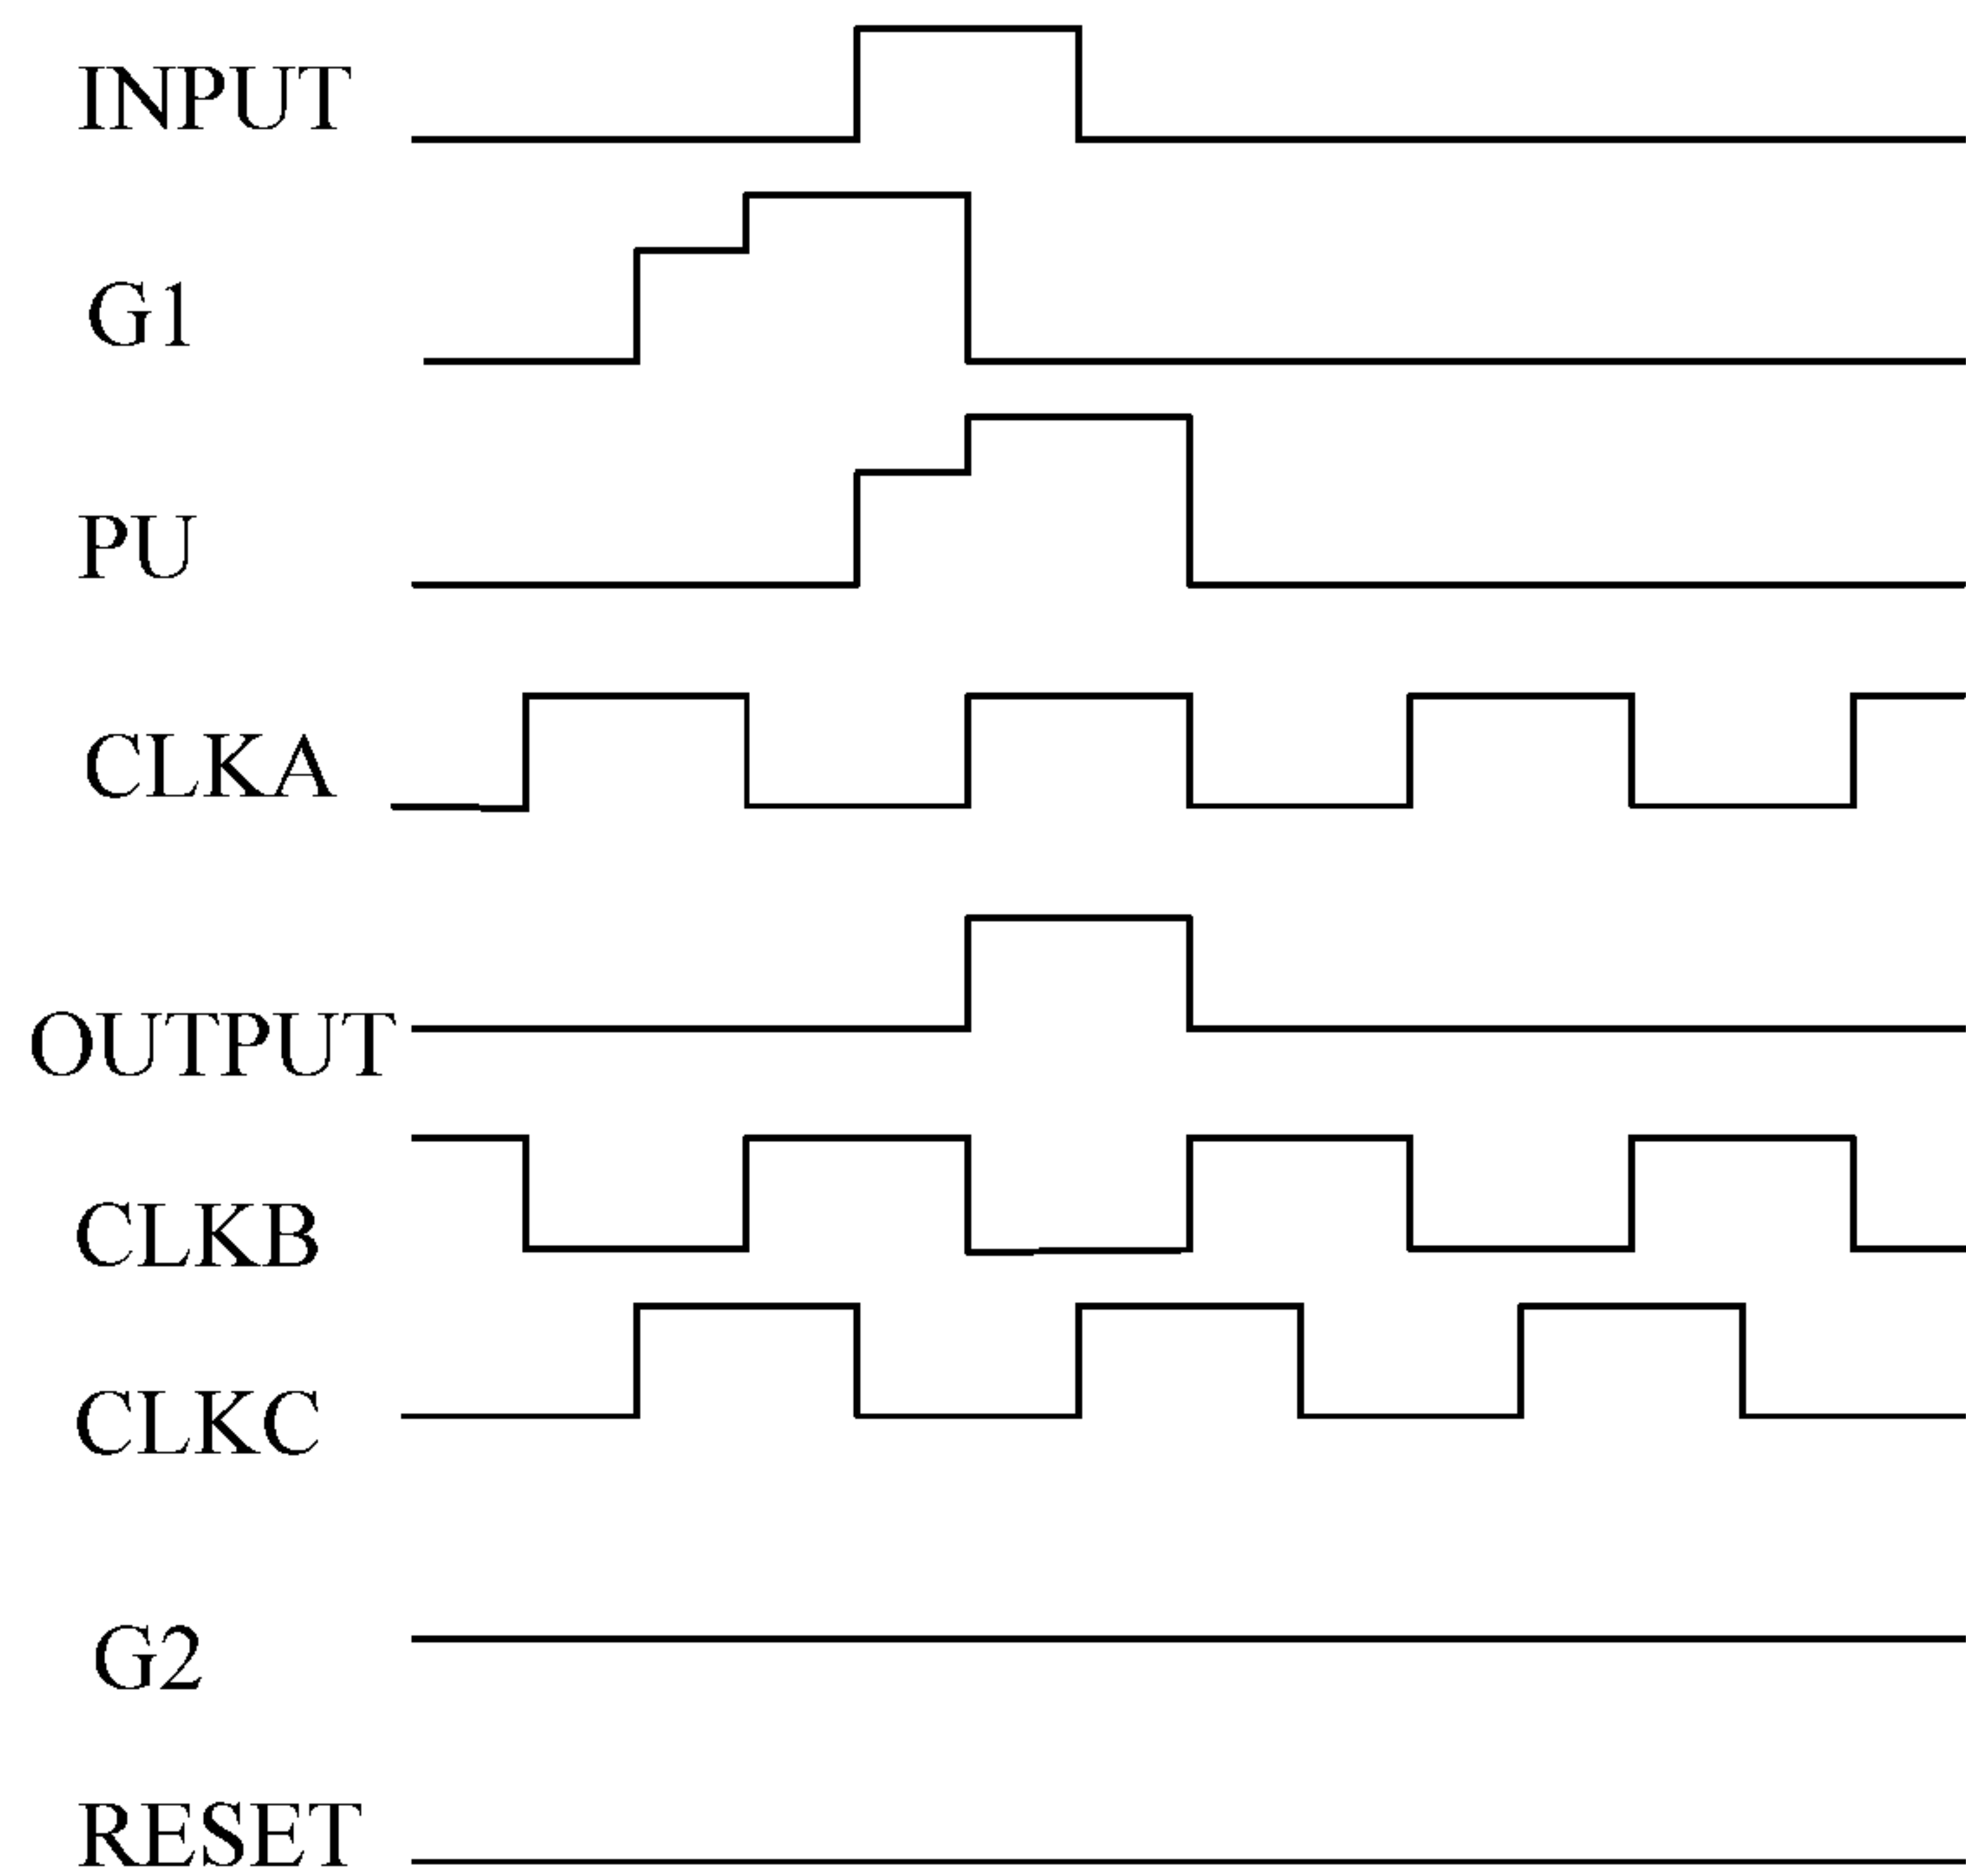 INPUT
G1
PU
CLKA
OUTPUT
CLKB
CLKC
G2
RESET